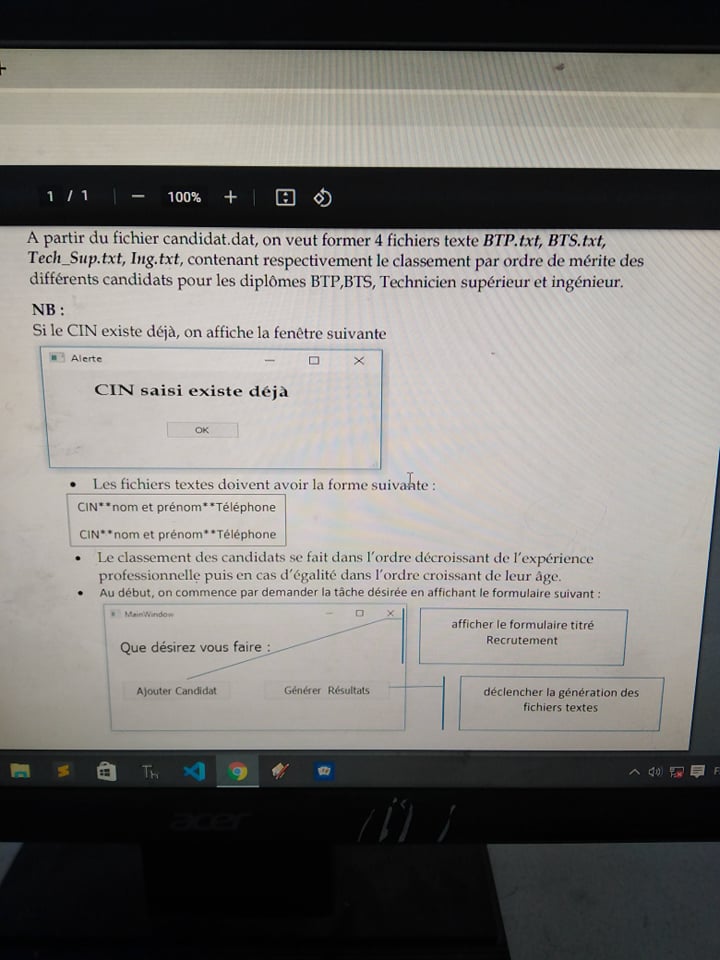 1 / 1
100%
A partir du fichier candidat.dat, on veut former 4 fichiers texte BTP.txt, BTS.txt,
Tech_Sup.txt, Ing.txt, contenant respectivement le classement par ordre de mérite des
différents candidats pour les diplômes BTP,BTS, Technicien supérieur et ingénieur.
NB :
Si le CIN existe déjà, on affiche la fenêtre suivante
Alerte
CIN saisi existe déjà
OK
• Les fichiers textes doivent avoir la forme suivante :
CIN**nom et prénom**Téléphone
CIN**nom et prénom**Téléphone
• Le classement des candidats se fait dans l'ordre décroissant de l'expérience
professionnelle puis en cas d'égalité dans l'ordre croissant de leur âge.
• Au début, on commence par demander la tâche désirée en affichant le formulaire suivant :
MainWindow
Que désirez vous faire :
Ajouter Candidat
Générer Résultats
afficher le formulaire titré
Recrutement
déclencher la génération des
fichiers textes
acer